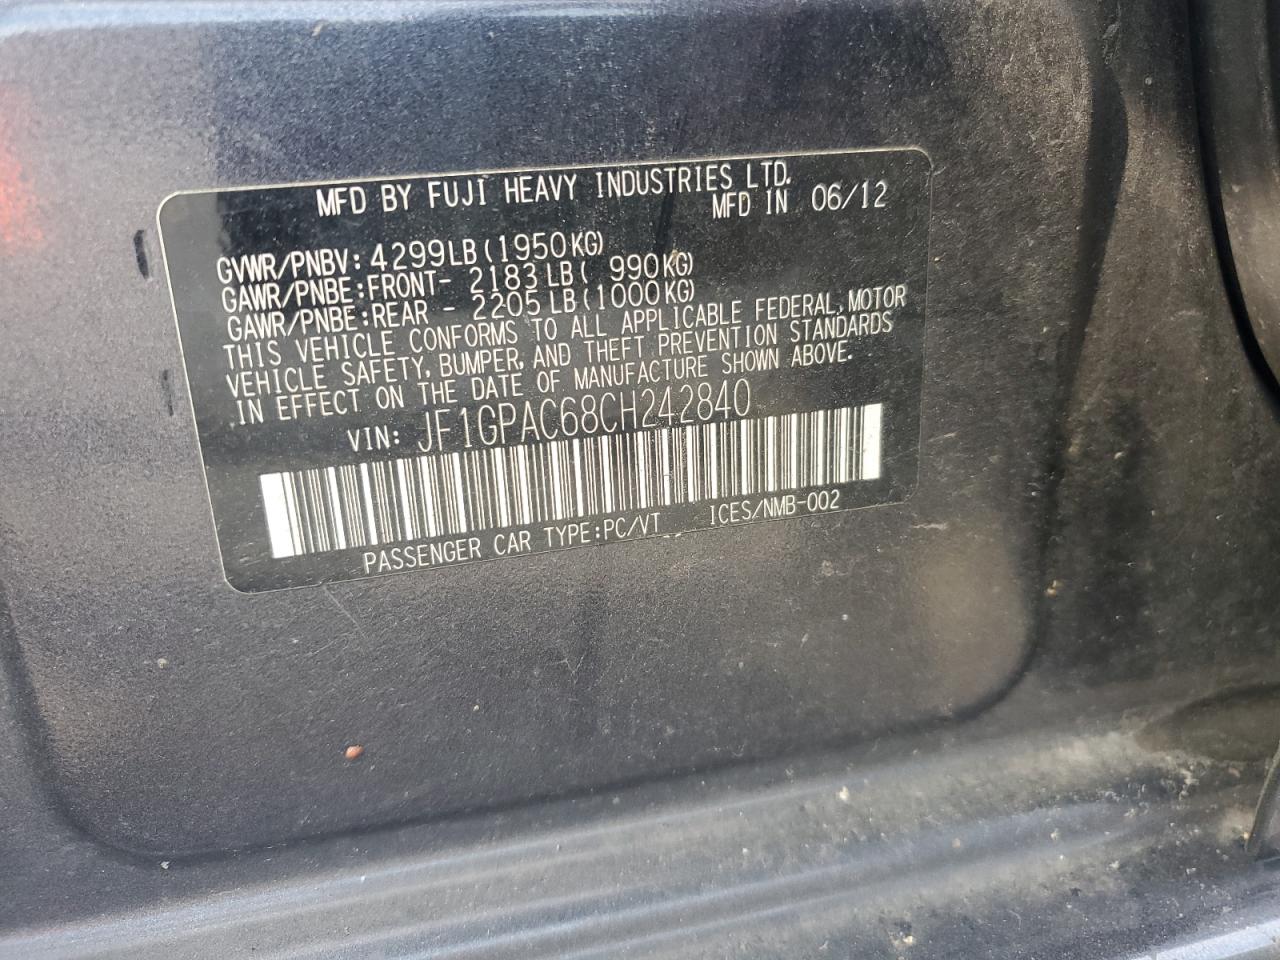 MFD BY FUJI HEAVY INDUSTRIES LTD.
MFD IN 06/12
GVWR/PNBV: 4299LB (1950KG)
GAWR/PNBE:FRONT- 2183LB( 990KG)
GAWR/PNBE:REAR - 2205LB(1000KG)
THIS VEHICLE CONFORMS TO ALL APPLICABLE FEDERAL, MOTOR
VEHICLE SAFETY, BUMPER, AND THEFT PREVENTION STANDARDS
IN EFFECT ON THE DATE OF MANUFACTURE SHOWN ABOVE.
VIN: JF1GPAC68CH242840
PASSENGER CAR TYPE:PC/VT ICES/NMB-002